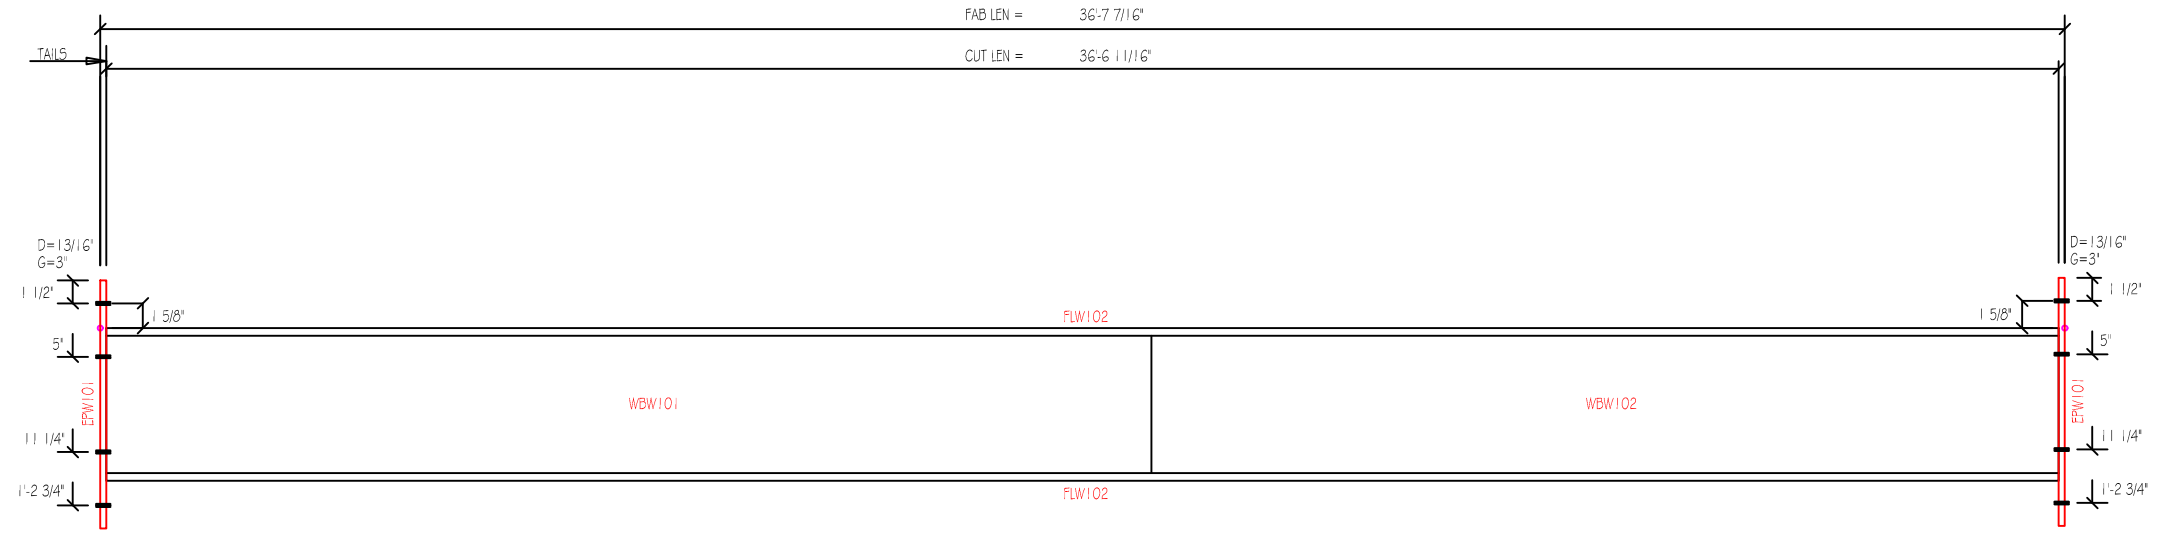 FAB LEN = 36'-7 7/16"
TAILS
CUT LEN = 36'-6 11/16"
D=13/16"
G=3"
D=13/16"
G=3"
1 1/2"
1 1/2"
1 5/8"
FLW102
1 5/8"
5"
5"
EPW101
WBW101
WBW102
EPW101
11 1/4"
11 1/4"
1'-2 3/4"
FLW102
1'-2 3/4"